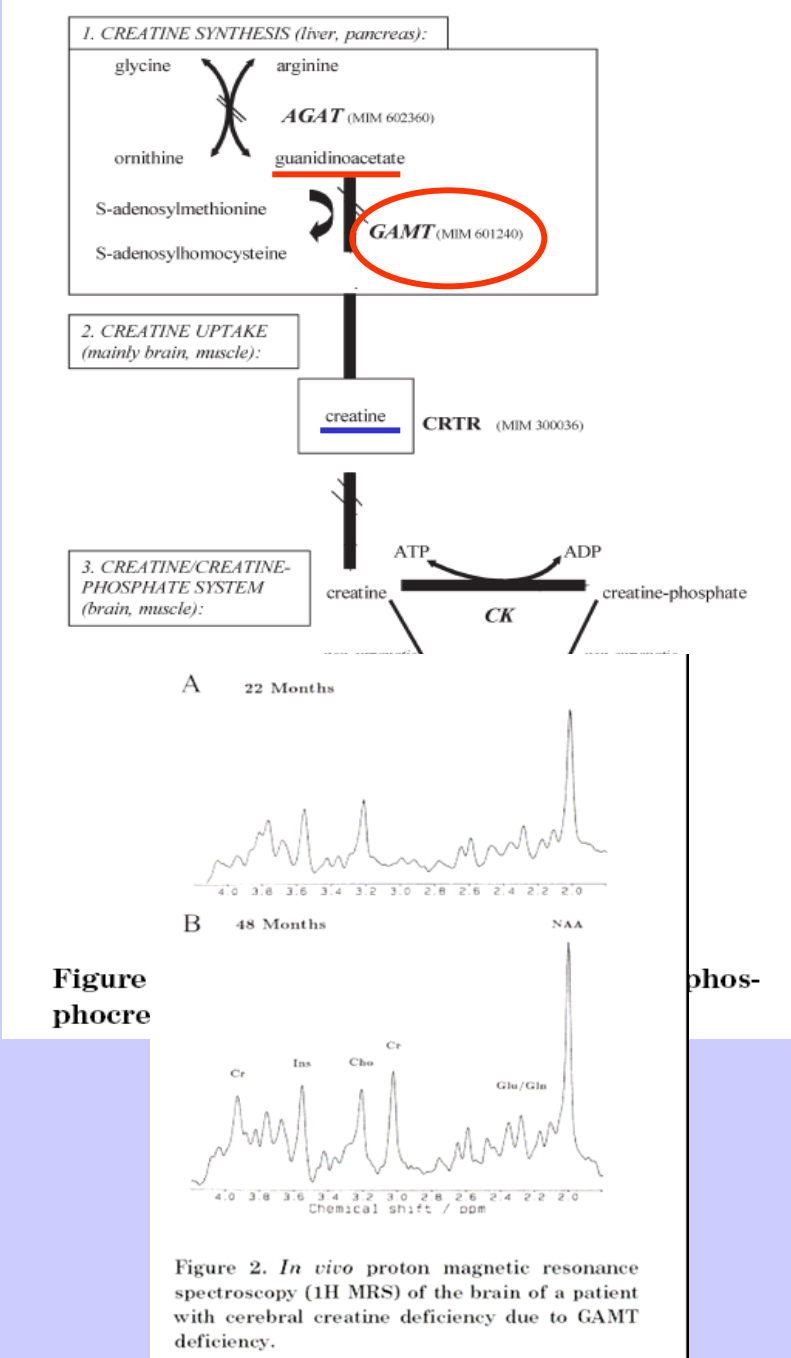 1. CREATINE SYNTHESIS (liver, pancreas):
glycine arginine
AGAT (MIM 602360)
ornithine guanidinoacetate
S-adenosylmethionine
GAMT (MIM 601240)
S-adenosylhomocysteine
2. CREATINE UPTAKE
(mainly brain, muscle):
creatine CRTR (MIM 300036)
3. CREATINE/CREATINE-
PHOSPHATE SYSTEM
(brain, muscle):
ATP ADP
creatine creatine-phosphate
CK
A 22 Months
4.0 3.8 3.6 3.4 3.2 3.0 2.8 2.6 2.4 2.2 2.0
B 48 Months NAA
Figure phos-
phocre
Cr Ins Cho Cr Glu/Gln
4.0 3.8 3.6 3.4 3.2 3.0 2.8 2.6 2.4 2.2 2.0
Chemical shift / ppm
Figure 2. In vivo proton magnetic resonance
spectroscopy (1H MRS) of the brain of a patient
with cerebral creatine deficiency due to GAMT
deficiency.